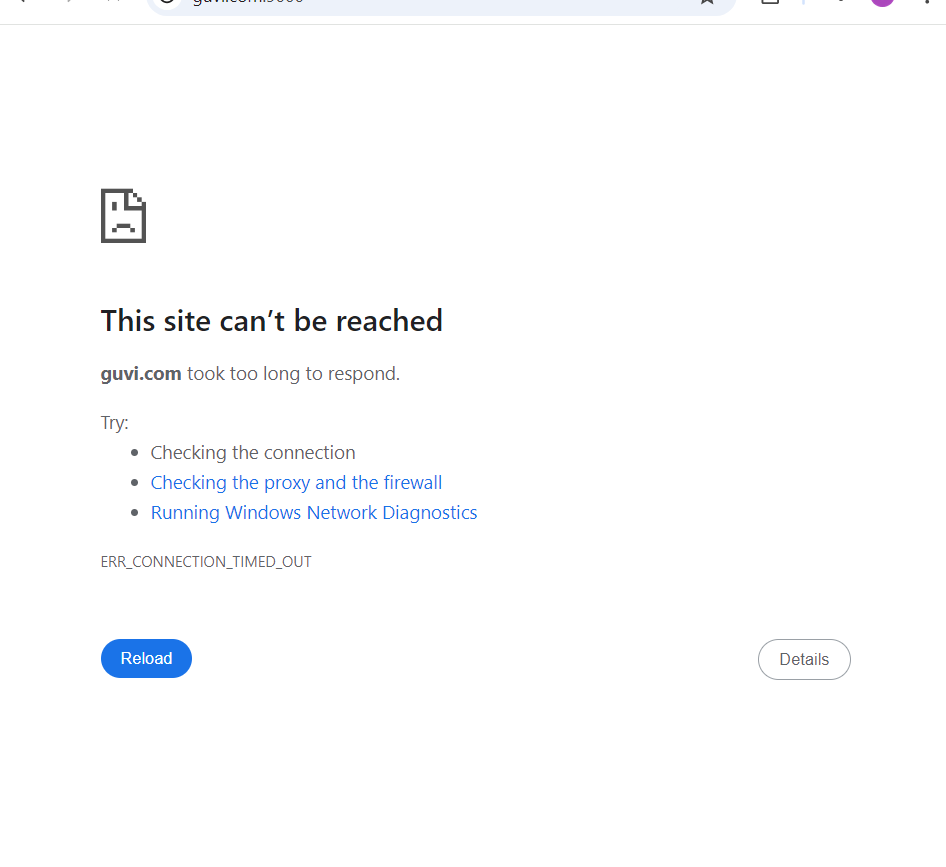 This site can’t be reached
guvi.com took too long to respond.
Try:
Checking the connection
Checking the proxy and the firewall
Running Windows Network Diagnostics
ERR_CONNECTION_TIMED_OUT
Reload
Details